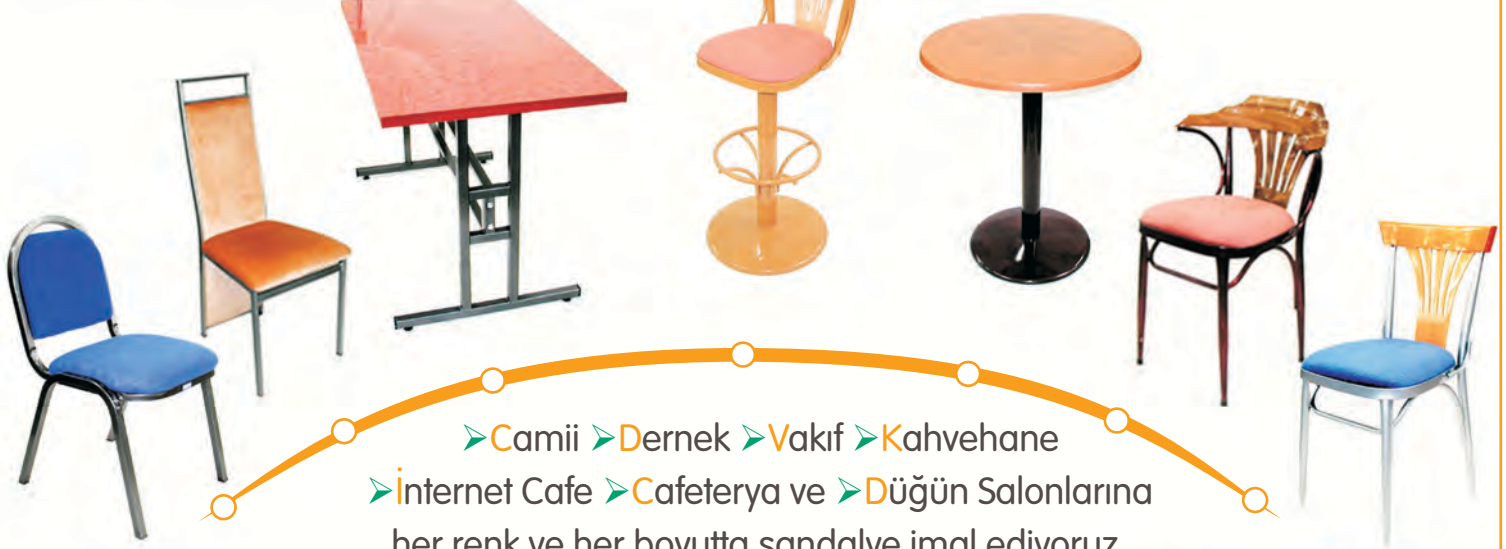 ➢Camii ➢Dernek ➢Vakıf ➢Kahvehane
➢İnternet Cafe ➢Cafeterya ve ➢Düğün Salonlarına
her renk ve her boyutta sandalye imal ediyoruz